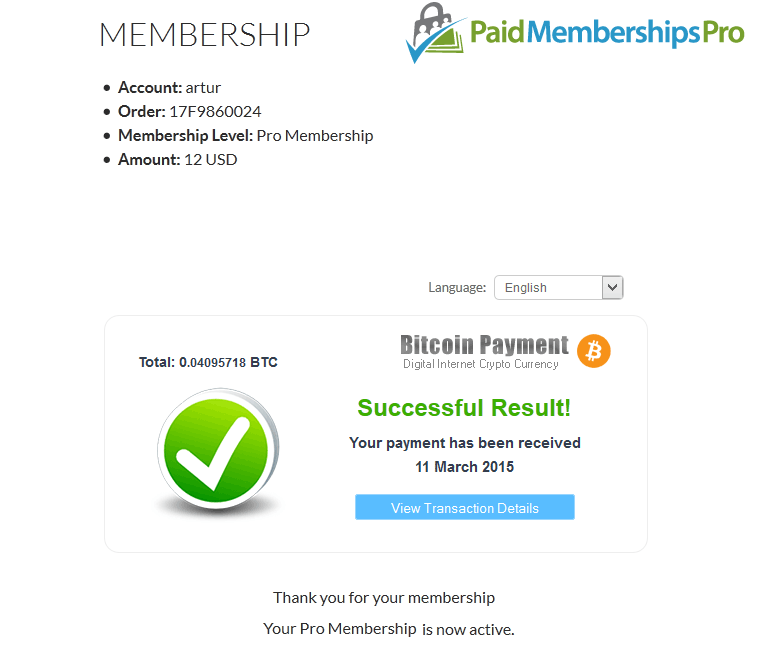 MEMBERSHIP
PaidMembershipsPro
Account: artur
Order: 17F9860024
Membership Level: Pro Membership
Amount: 12 USD
Language: English
Total: 0.04095718 BTC
Bitcoin Payment
Digital Internet Crypto Currency
Successful Result!
Your payment has been received
11 March 2015
View Transaction Details
Thank you for your membership
Your Pro Membership is now active.